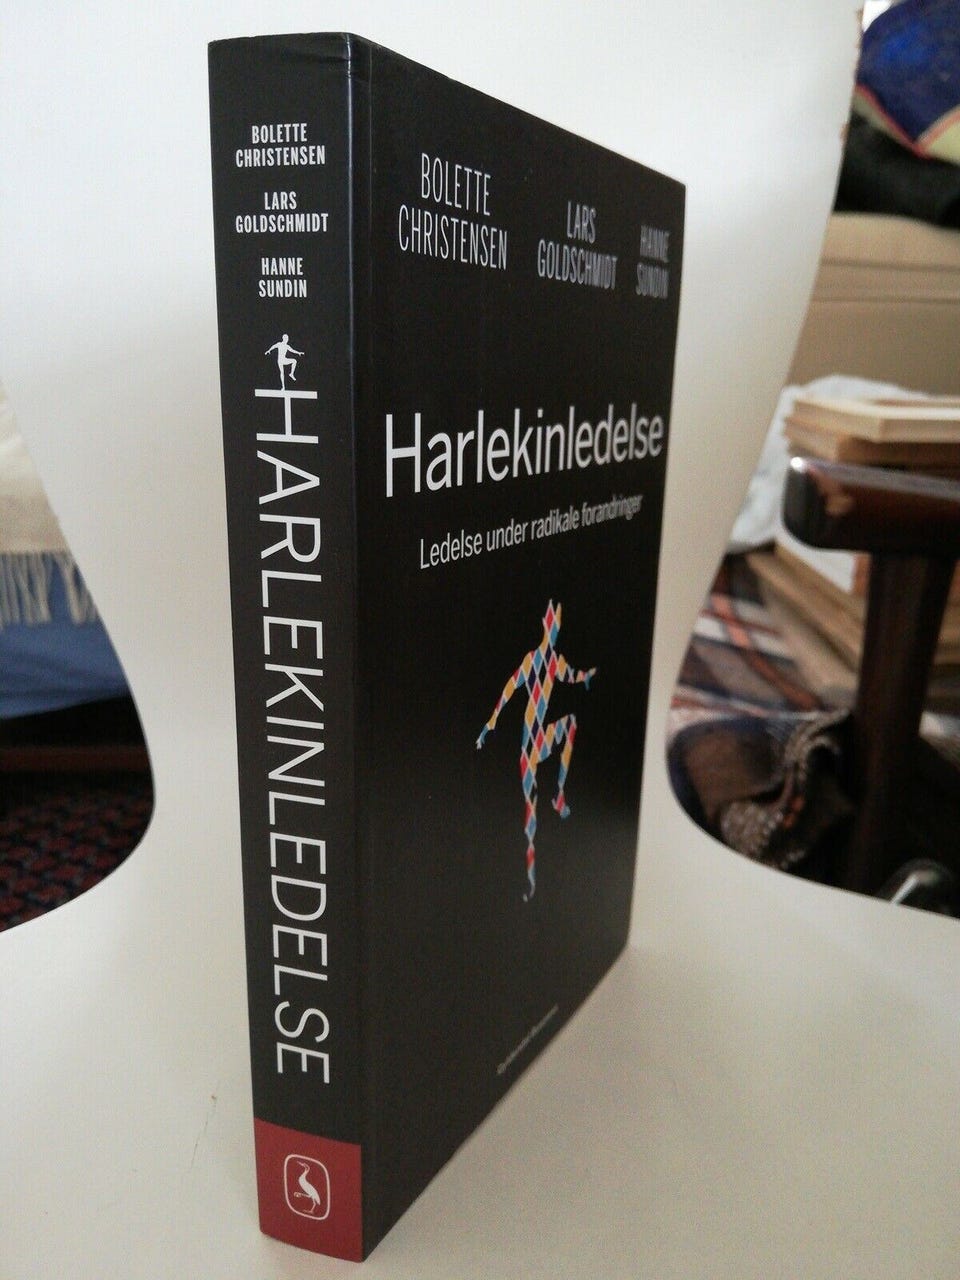 BOLETTE
CHRISTENSEN
LARS
GOLDSCHMIDT
HANNE
SUNDIN
HARLEKINLEDELSE
BOLETTE
CHRISTENSEN
LARS
GOLDSCHMIDT
HANNE
SUNDIN
Harlekinledelse
Ledelse under radikale forandringer